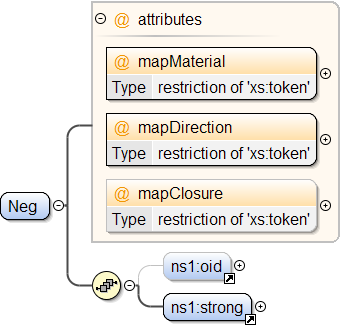 @ attributes
@ mapMaterial
Type restriction of 'xs:token'
@ mapDirection
Type restriction of 'xs:token'
@ mapClosure
Type restriction of 'xs:token'
Neg
ns1:oid
ns1:strong